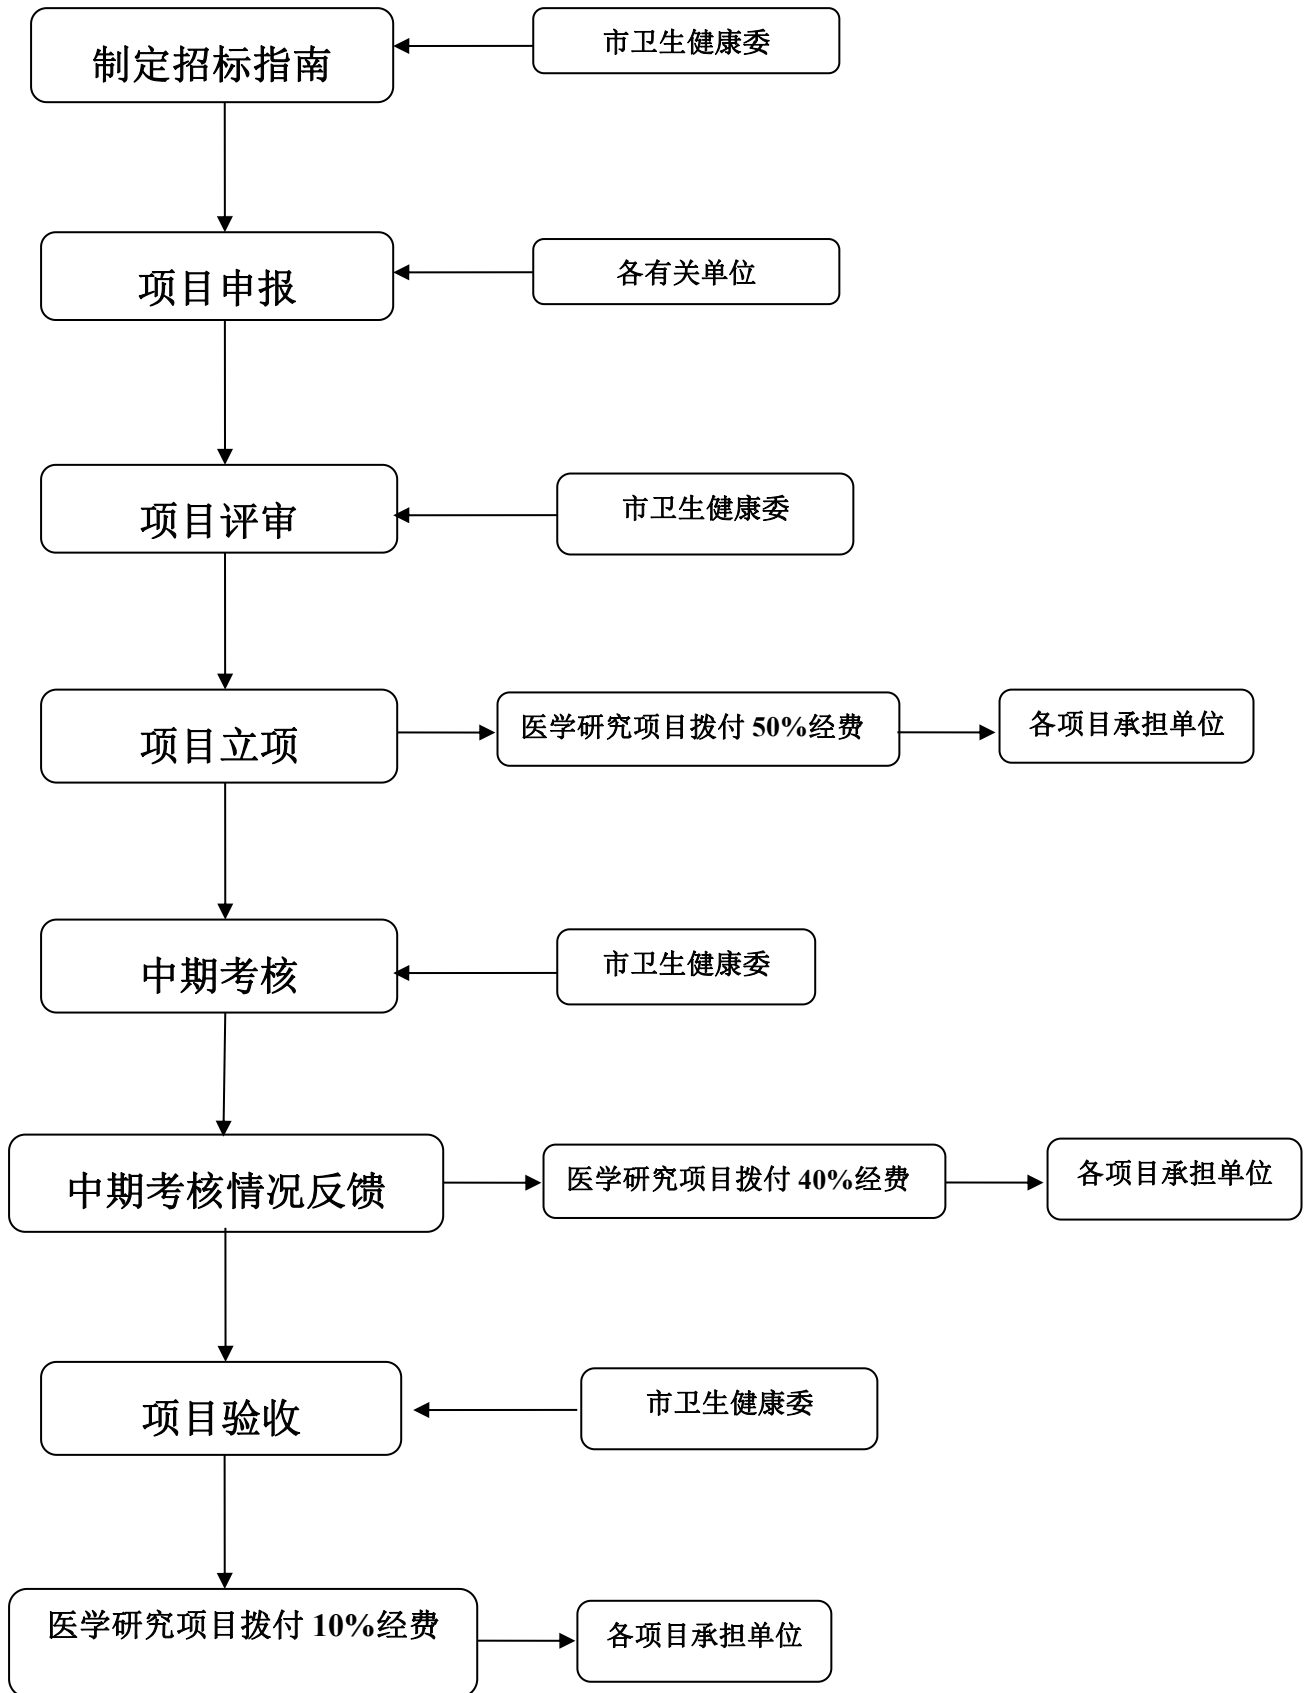 制定招标指南
市卫生健康委
项目申报
各有关单位
项目评审
市卫生健康委
项目立项
医学研究项目拨付 50%经费
各项目承担单位
中期考核
市卫生健康委
中期考核情况反馈
医学研究项目拨付 40%经费
各项目承担单位
项目验收
市卫生健康委
医学研究项目拨付 10%经费
各项目承担单位